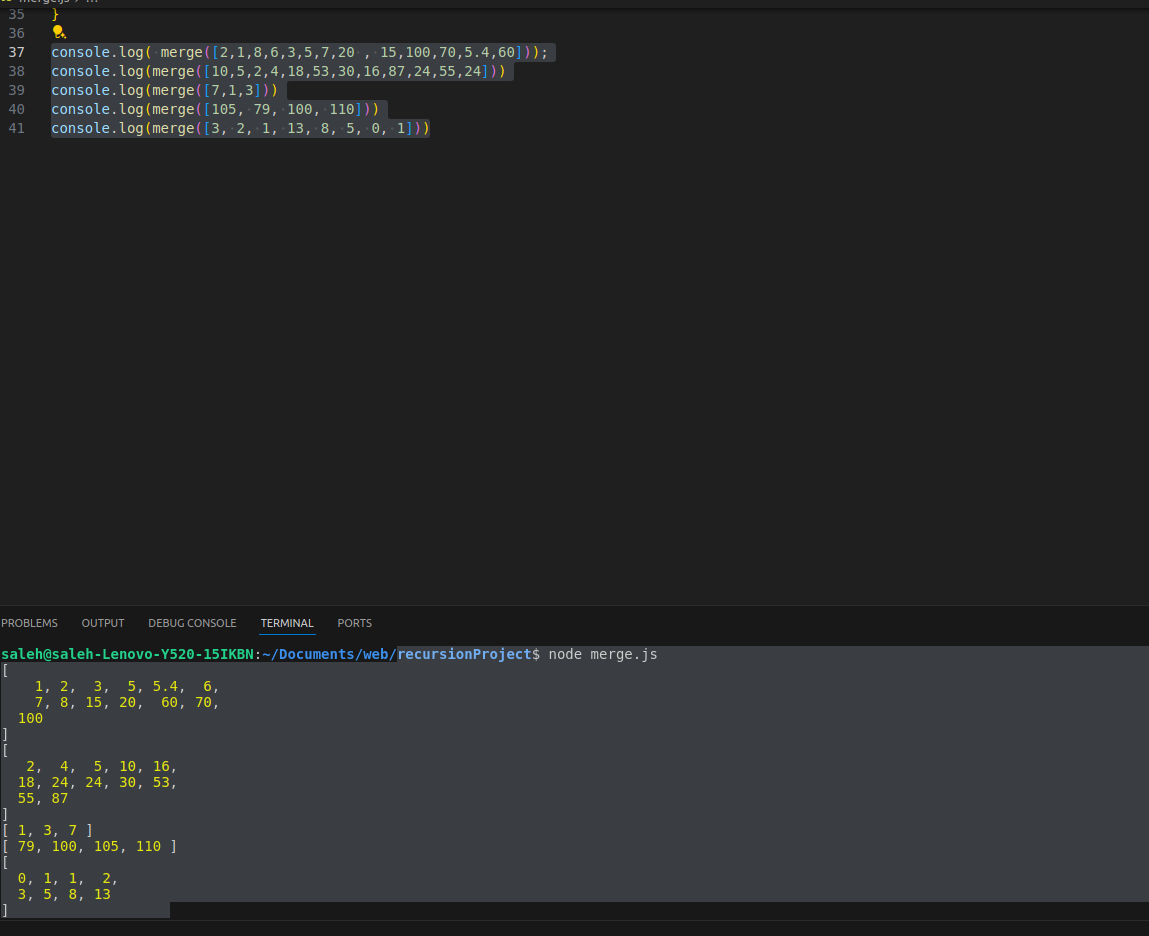 35 }
36
37 console.log( merge([2,1,8,6,3,5,7,20 , 15,100,70,5.4,60]));
38 console.log(merge([10,5,2,4,18,53,30,16,87,24,55,24]))
39 console.log(merge([7,1,3]))
40 console.log(merge([105, 79, 100, 110]))
41 console.log(merge([3, 2, 1, 13, 8, 5, 0, 1]))
PROBLEMS OUTPUT DEBUG CONSOLE TERMINAL PORTS
saleh@saleh-Lenovo-Y520-15IKBN:~/Documents/web/recursionProject$ node merge.js
[
1, 2, 3, 5, 5.4, 6,
7, 8, 15, 20, 60, 70,
100
]
[
2, 4, 5, 10, 16,
18, 24, 24, 30, 53,
55, 87
]
[ 1, 3, 7 ]
[ 79, 100, 105, 110 ]
[
0, 1, 1, 2,
3, 5, 8, 13
]